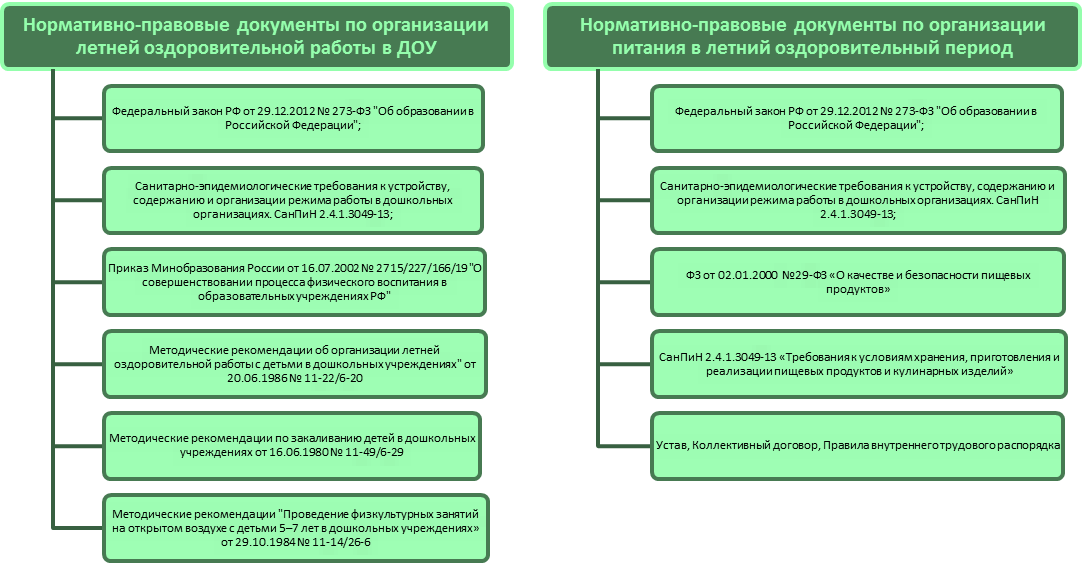 Нормативно-правовые документы по организации
летней оздоровительной работы в ДОУ
Федеральный закон РФ от 29.12.2012 № 273-ФЗ "Об образовании в
Российской Федерации";
Санитарно-эпидемиологические требования к устройству,
содержанию и организации режима работы в дошкольных
организациях. СанПиН 2.4.1.3049-13;
Приказ Минобразования России от 16.07.2002 № 2715/227/166/19 "О
совершенствовании процесса физического воспитания в
образовательных учреждениях РФ"
Методические рекомендации об организации летней
оздоровительной работы с детьми в дошкольных учреждениях" от
20.06.1986 № 11-22/6-20
Методические рекомендации по закаливанию детей в дошкольных
учреждениях от 16.06.1980 № 11-49/6-29
Методические рекомендации "Проведение физкультурных занятий
на открытом воздухе с детьми 5–7 лет в дошкольных учреждениях»
от 29.10.1984 № 11-14/26-6
Нормативно-правовые документы по организации
питания в летний оздоровительный период
Федеральный закон РФ от 29.12.2012 № 273-ФЗ "Об образовании в
Российской Федерации";
Санитарно-эпидемиологические требования к устройству, содержанию и
организации режима работы в дошкольных организациях. СанПиН
2.4.1.3049-13;
ФЗ от 02.01.2000 №29-ФЗ «О качестве и безопасности пищевых
продуктов»
СанПиН 2.4.1.3049-13 «Требования к условиям хранения, приготовления и
реализации пищевых продуктов и кулинарных изделий»
Устав, Коллективный договор, Правила внутреннего трудового распорядка